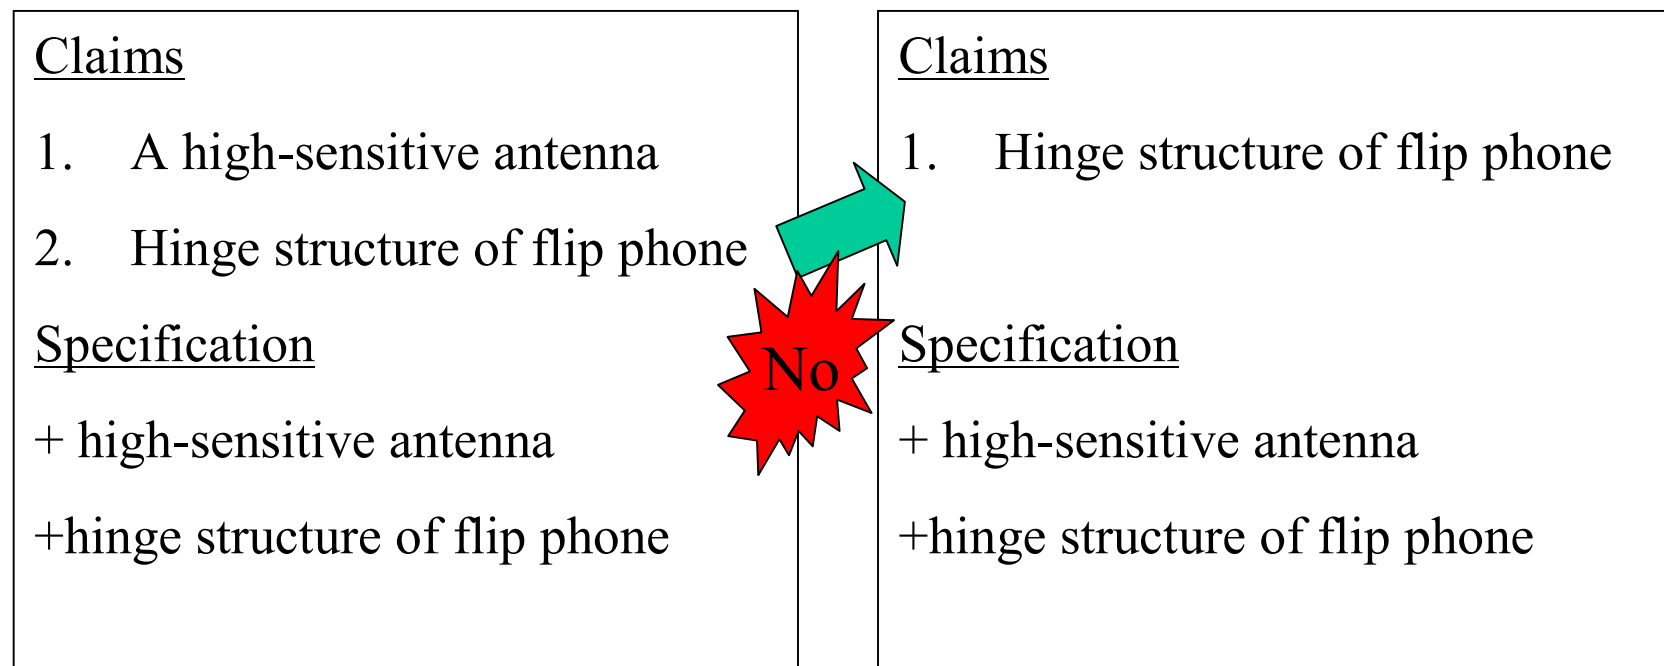 Claims
1. A high-sensitive antenna
2. Hinge structure of flip phone
Specification
+ high-sensitive antenna
+hinge structure of flip phone
No
Claims
1. Hinge structure of flip phone
Specification
+ high-sensitive antenna
+hinge structure of flip phone